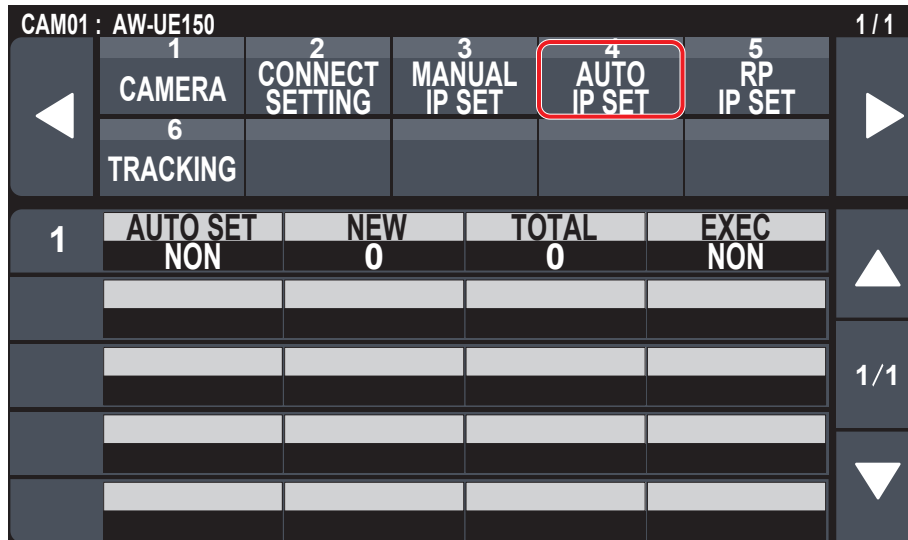 CAM01 : AW-UE150 1 / 1
1 2 3 4 5
CAMERA CONNECT SETTING MANUAL IP SET AUTO IP SET RP IP SET
6
TRACKING
1 AUTO SET NEW TOTAL EXEC
NON 0 0 NON
1/1